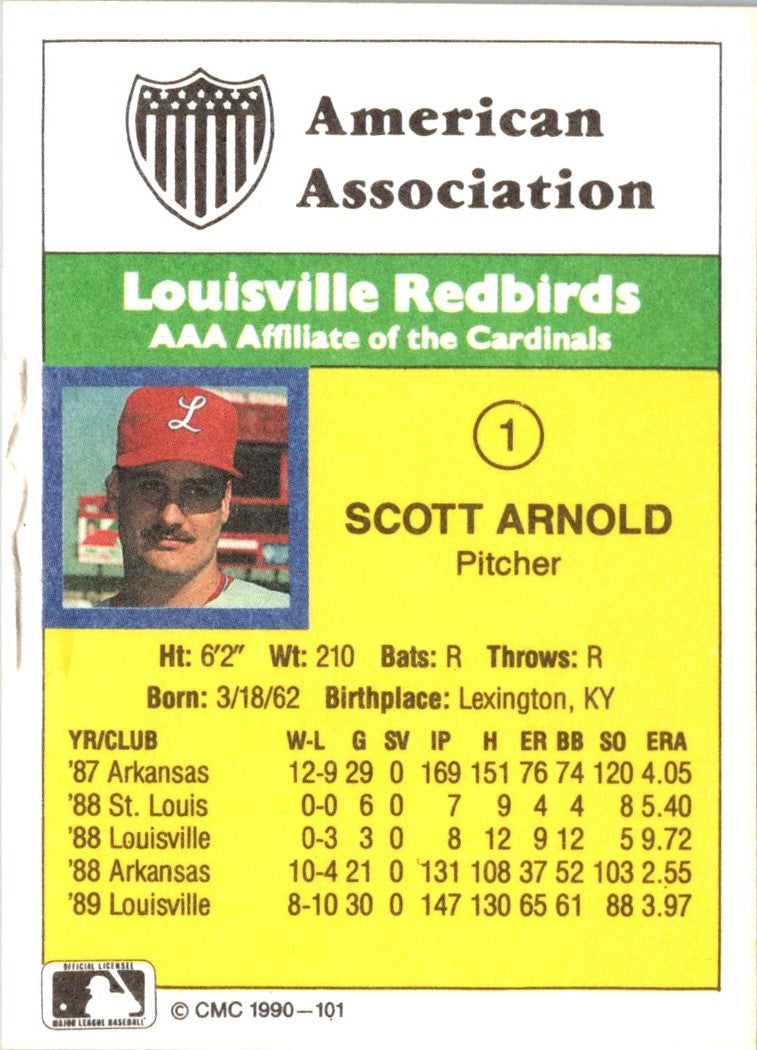 American
Association
Louisville Redbirds
AAA Affiliate of the Cardinals
L
1
SCOTT ARNOLD
Pitcher
Ht: 6'2" Wt: 210 Bats: R Throws: R
Born: 3/18/62 Birthplace: Lexington, KY
YR/CLUB W-L G SV IP H ER BB SO ERA
'87 Arkansas 12-9 29 0 169 151 76 74 120 4.05
'88 St. Louis 0-0 6 0 7 9 4 4 8 5.40
'88 Louisville 0-3 3 0 8 12 9 12 5 9.72
'88 Arkansas 10-4 21 0 131 108 37 52 103 2.55
'89 Louisville 8-10 30 0 147 130 65 61 88 3.97
OFFICIAL LICENSEE
MAJOR LEAGUE BASEBALL
© CMC 1990—101